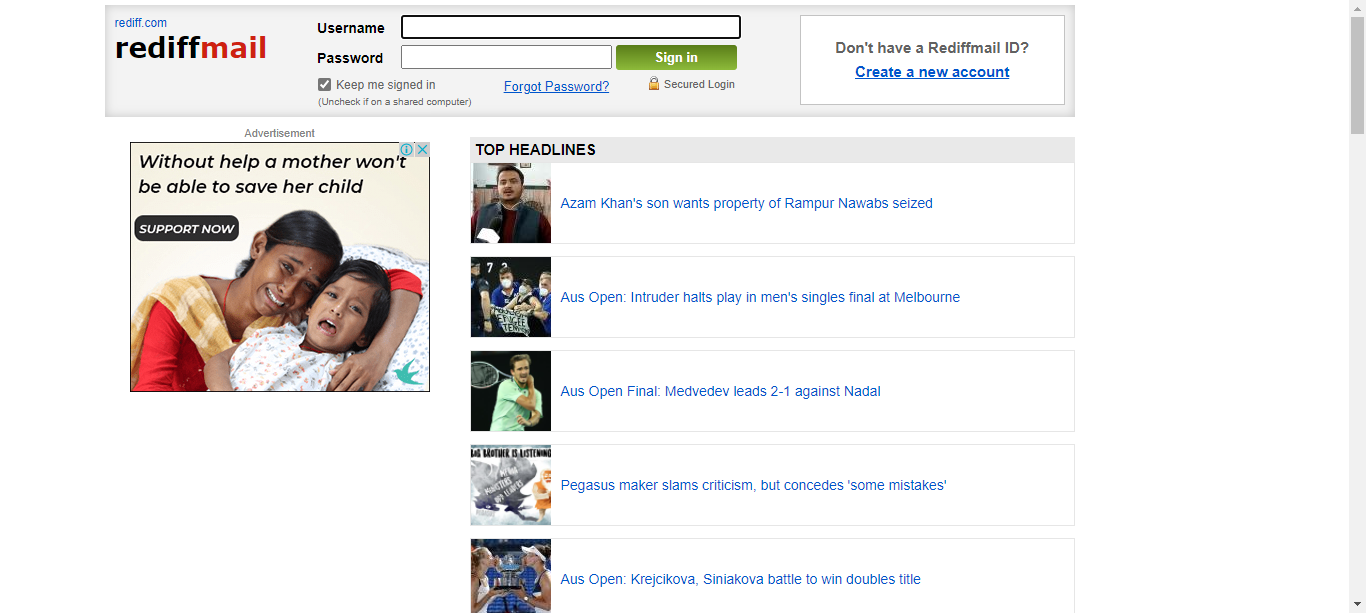 rediff.com
rediffmail
Username
Password
Sign in
Keep me signed in
(Uncheck if on a shared computer)
Forgot Password?
Secured Login
Don't have a Rediffmail ID?
Create a new account
Advertisement
Without help a mother won't
be able to save her child
SUPPORT NOW
TOP HEADLINES
Azam Khan's son wants property of Rampur Nawabs seized
Aus Open: Intruder halts play in men's singles final at Melbourne
Aus Open Final: Medvedev leads 2-1 against Nadal
BIG BROTHER IS LISTENING
Pegasus maker slams criticism, but concedes 'some mistakes'
Aus Open: Krejcikova, Siniakova battle to win doubles title